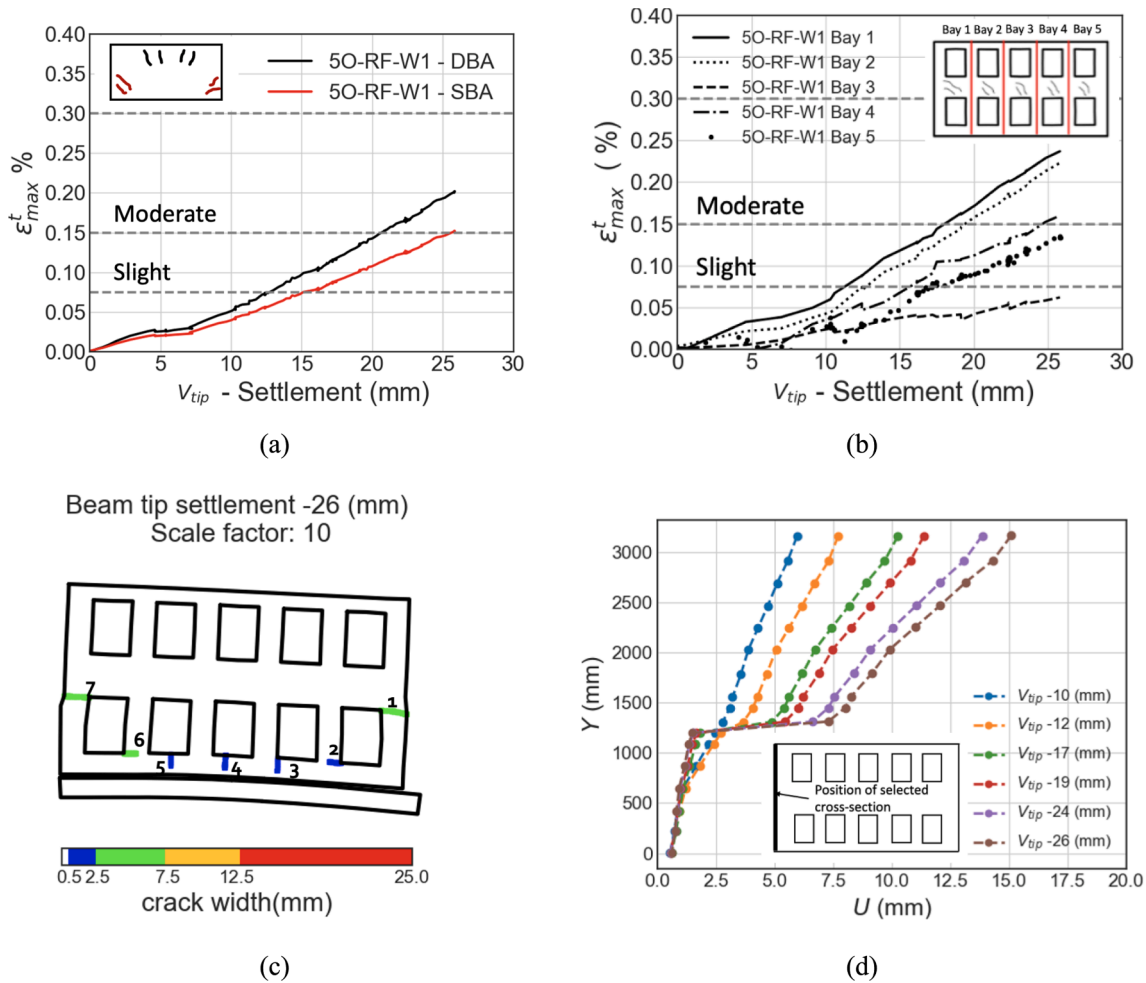 0.40
0.35
0.30
0.25
0.20
0.15
0.10
0.05
0.00
ε^t_max %
5O-RF-W1 - DBA
5O-RF-W1 - SBA
Moderate
Slight
0 5 10 15 20 25 30
V_tip - Settlement (mm)
(a)
0.40
0.35
0.30
0.25
0.20
0.15
0.10
0.05
0.00
ε^t_max ( %)
5O-RF-W1 Bay 1
5O-RF-W1 Bay 2
5O-RF-W1 Bay 3
5O-RF-W1 Bay 4
5O-RF-W1 Bay 5
Bay 1 Bay 2 Bay 3 Bay 4 Bay 5
Moderate
Slight
0 5 10 15 20 25 30
V_tip - Settlement (mm)
(b)
Beam tip settlement -26 (mm)
Scale factor: 10
7
1
6
5
4
3
2
0.5 2.5 7.5 12.5 25.0
crack width(mm)
(c)
3000
2500
2000
1500
1000
500
0
Y (mm)
V_tip -10 (mm)
V_tip -12 (mm)
V_tip -17 (mm)
V_tip -19 (mm)
V_tip -24 (mm)
V_tip -26 (mm)
Position of selected
cross-section
0.0 2.5 5.0 7.5 10.0 12.5 15.0 17.5 20.0
U (mm)
(d)